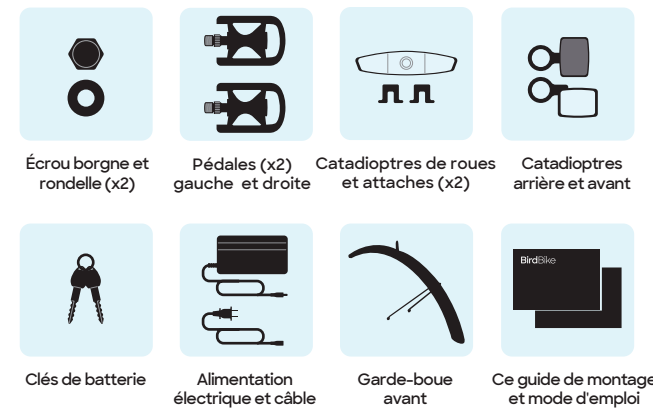 Écrou borgne et
rondelle (x2)
Pédales (x2)
gauche et droite
Catadioptres de roues
et attaches (x2)
Catadioptres
arrière et avant
BirdBike
Clés de batterie
Alimentation
électrique et câble
Garde-boue
avant
Ce guide de montage
et mode d'emploi